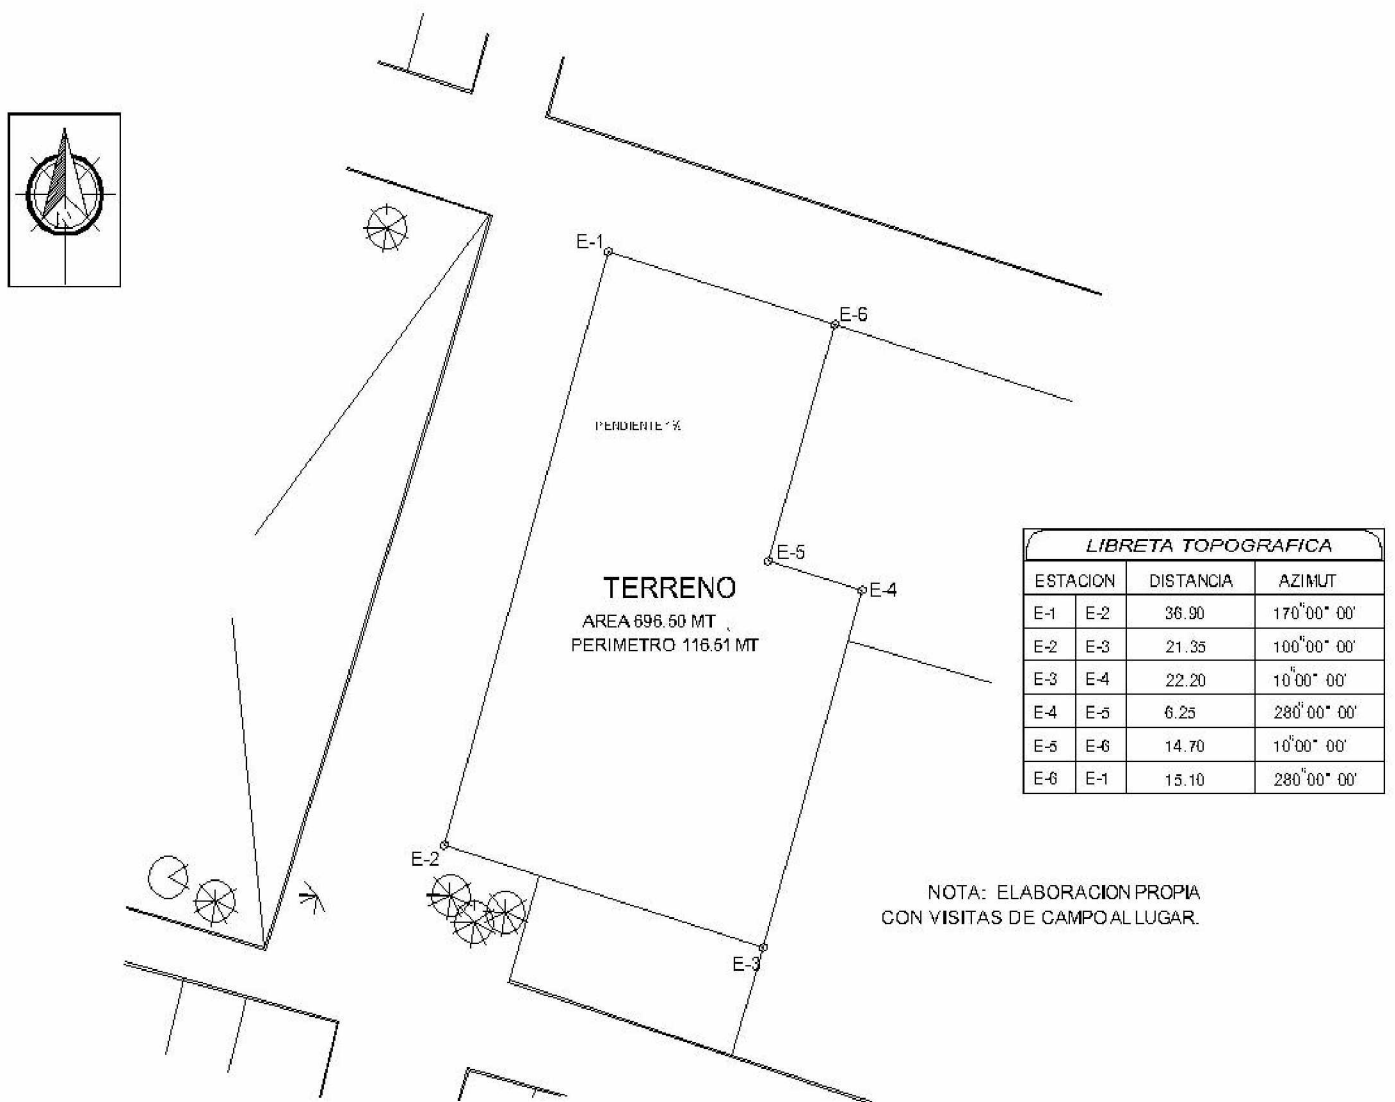 E-1
E-6
PENDIENTE 1%
E-5
TERRENO
E-4
AREA 696.50 MT
PERIMETRO 116.51 MT
LIBRETA TOPOGRAFICA
ESTACION DISTANCIA AZIMUT
E-1 E-2 36.90 170°00" 00'
E-2 E-3 21.35 100°00" 00'
E-3 E-4 22.20 10°00" 00'
E-4 E-5 6.25 280°00" 00'
E-5 E-6 14.70 10°00" 00'
E-6 E-1 15.10 280°00" 00'
E-2
NOTA: ELABORACION PROPIA
CON VISITAS DE CAMPO AL LUGAR.
E-3